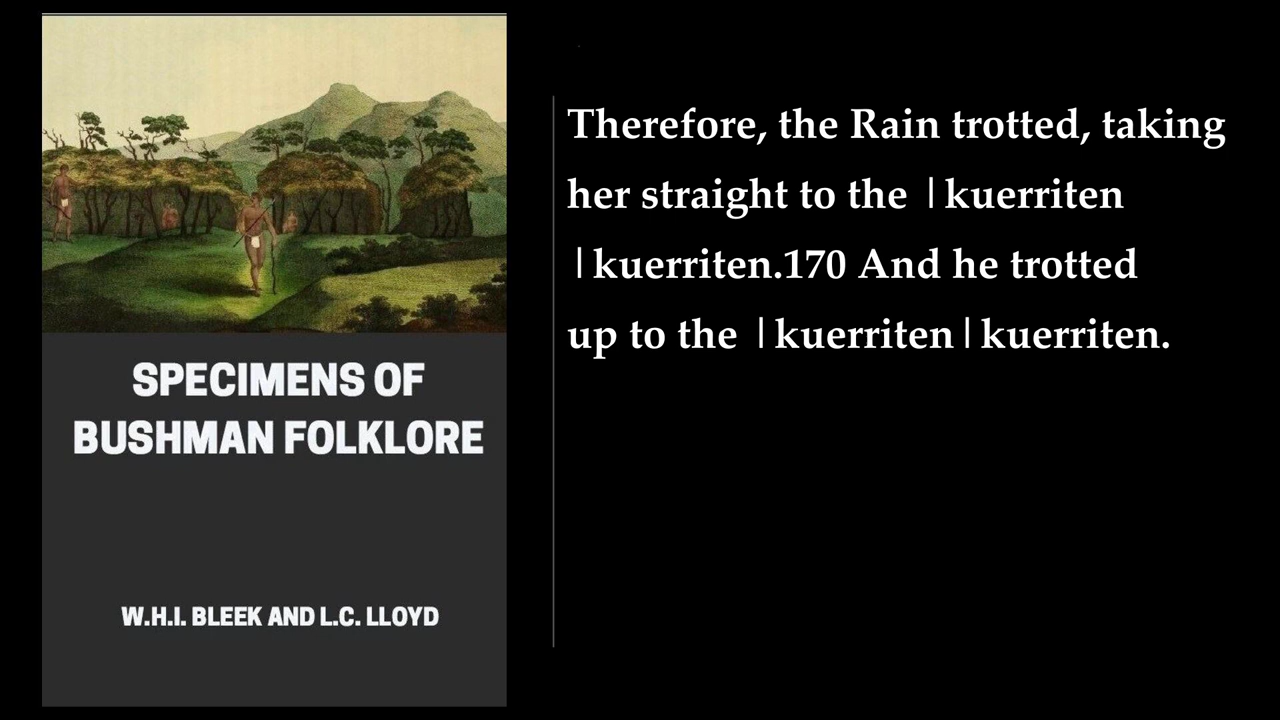 SPECIMENS OF
BUSHMAN FOLKLORE
W.H.I. BLEEK AND L.C. LLOYD
Therefore, the Rain trotted, taking
her straight to the ǀkuerriten
ǀkuerriten.170 And he trotted
up to the ǀkuerritenǀkuerriten.